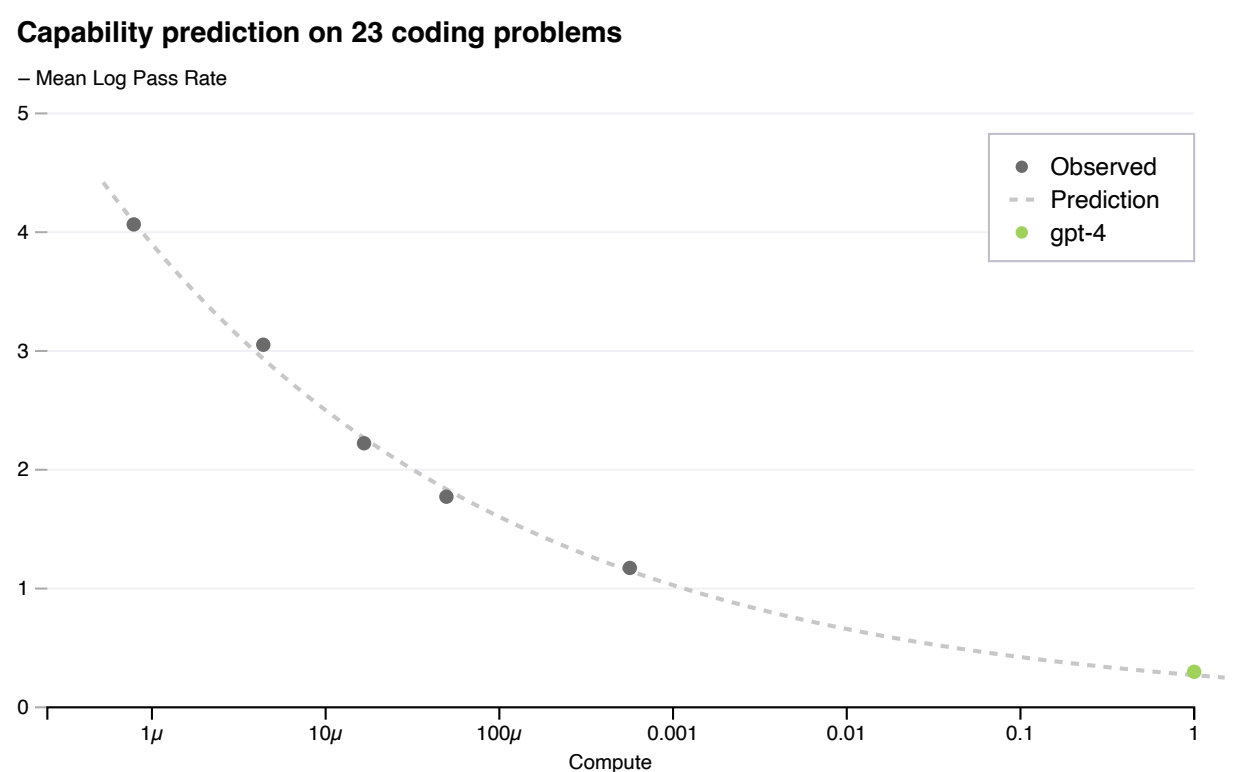 Capability prediction on 23 coding problems
– Mean Log Pass Rate
5
Observed
Prediction
gpt-4
4
3
2
1
0
1µ
10µ
100µ
0.001
0.01
0.1
1
Compute